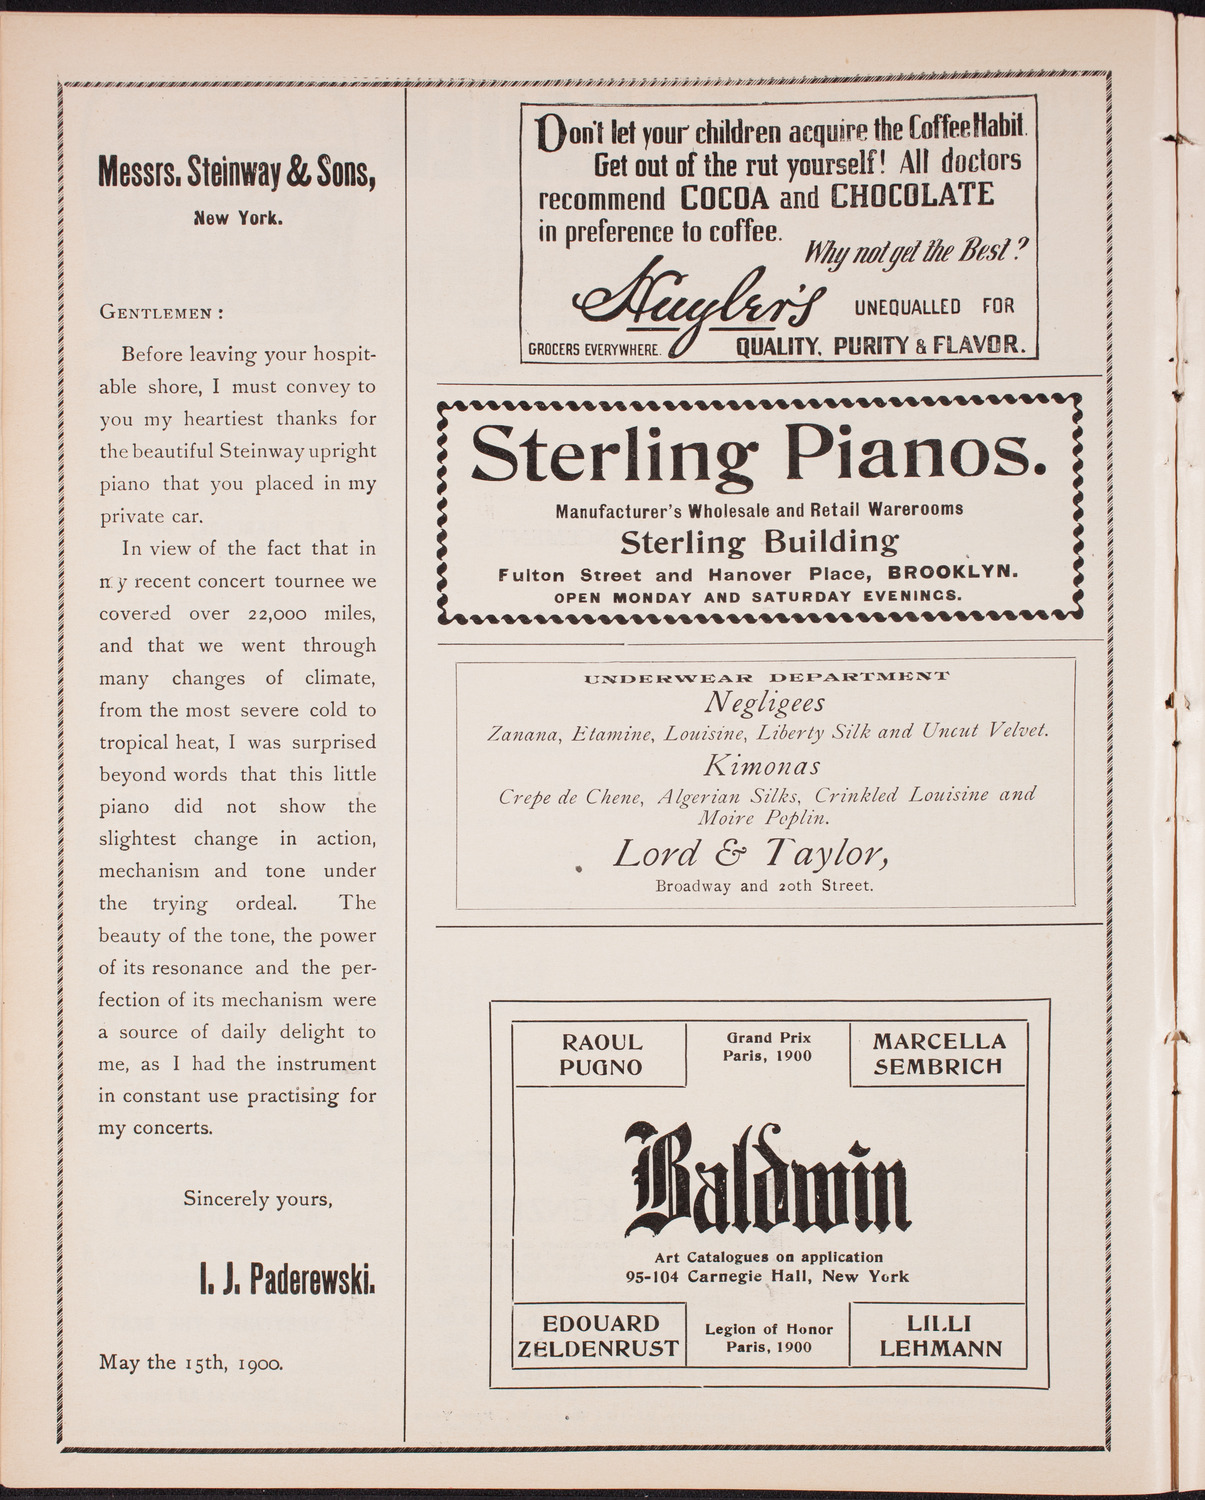 Messrs. Steinway & Sons,
New York.
GENTLEMEN :
Before leaving your hospit-
able shore, I must convey to
you my heartiest thanks for
the beautiful Steinway upright
piano that you placed in my
private car.
In view of the fact that in
my recent concert tournee we
covered over 22,000 miles,
and that we went through
many changes of climate,
from the most severe cold to
tropical heat, I was surprised
beyond words that this little
piano did not show the
slightest change in action,
mechanism and tone under
the trying ordeal. The
beauty of the tone, the power
of its resonance and the per-
fection of its mechanism were
a source of daily delight to
me, as I had the instrument
in constant use practising for
my concerts.
Sincerely yours,
I. J. Paderewski.
May the 15th, 1900.
Don't let your children acquire the Coffee Habit.
Get out of the rut yourself! All doctors
recommend COCOA and CHOCOLATE
in preference to coffee.
Why not get the Best?
Huyler's UNEQUALLED FOR
GROCERS EVERYWHERE. QUALITY, PURITY & FLAVOR.
Sterling Pianos.
Manufacturer's Wholesale and Retail Warerooms
Sterling Building
Fulton Street and Hanover Place, BROOKLYN.
OPEN MONDAY AND SATURDAY EVENINGS.
UNDERWEAR DEPARTMENT
Negligees
Zanana, Etamine, Louisine, Liberty Silk and Uncut Velvet.
Kimonas
Crepe de Chene, Algerian Silks, Crinkled Louisine and
Moire Poplin.
Lord & Taylor,
Broadway and 20th Street.
RAOUL
PUGNO
Grand Prix
Paris, 1900
MARCELLA
SEMBRICH
Baldwin
Art Catalogues on application
95-104 Carnegie Hall, New York
EDOUARD
ZELDENRUST
Legion of Honor
Paris, 1900
LILLI
LEHMANN